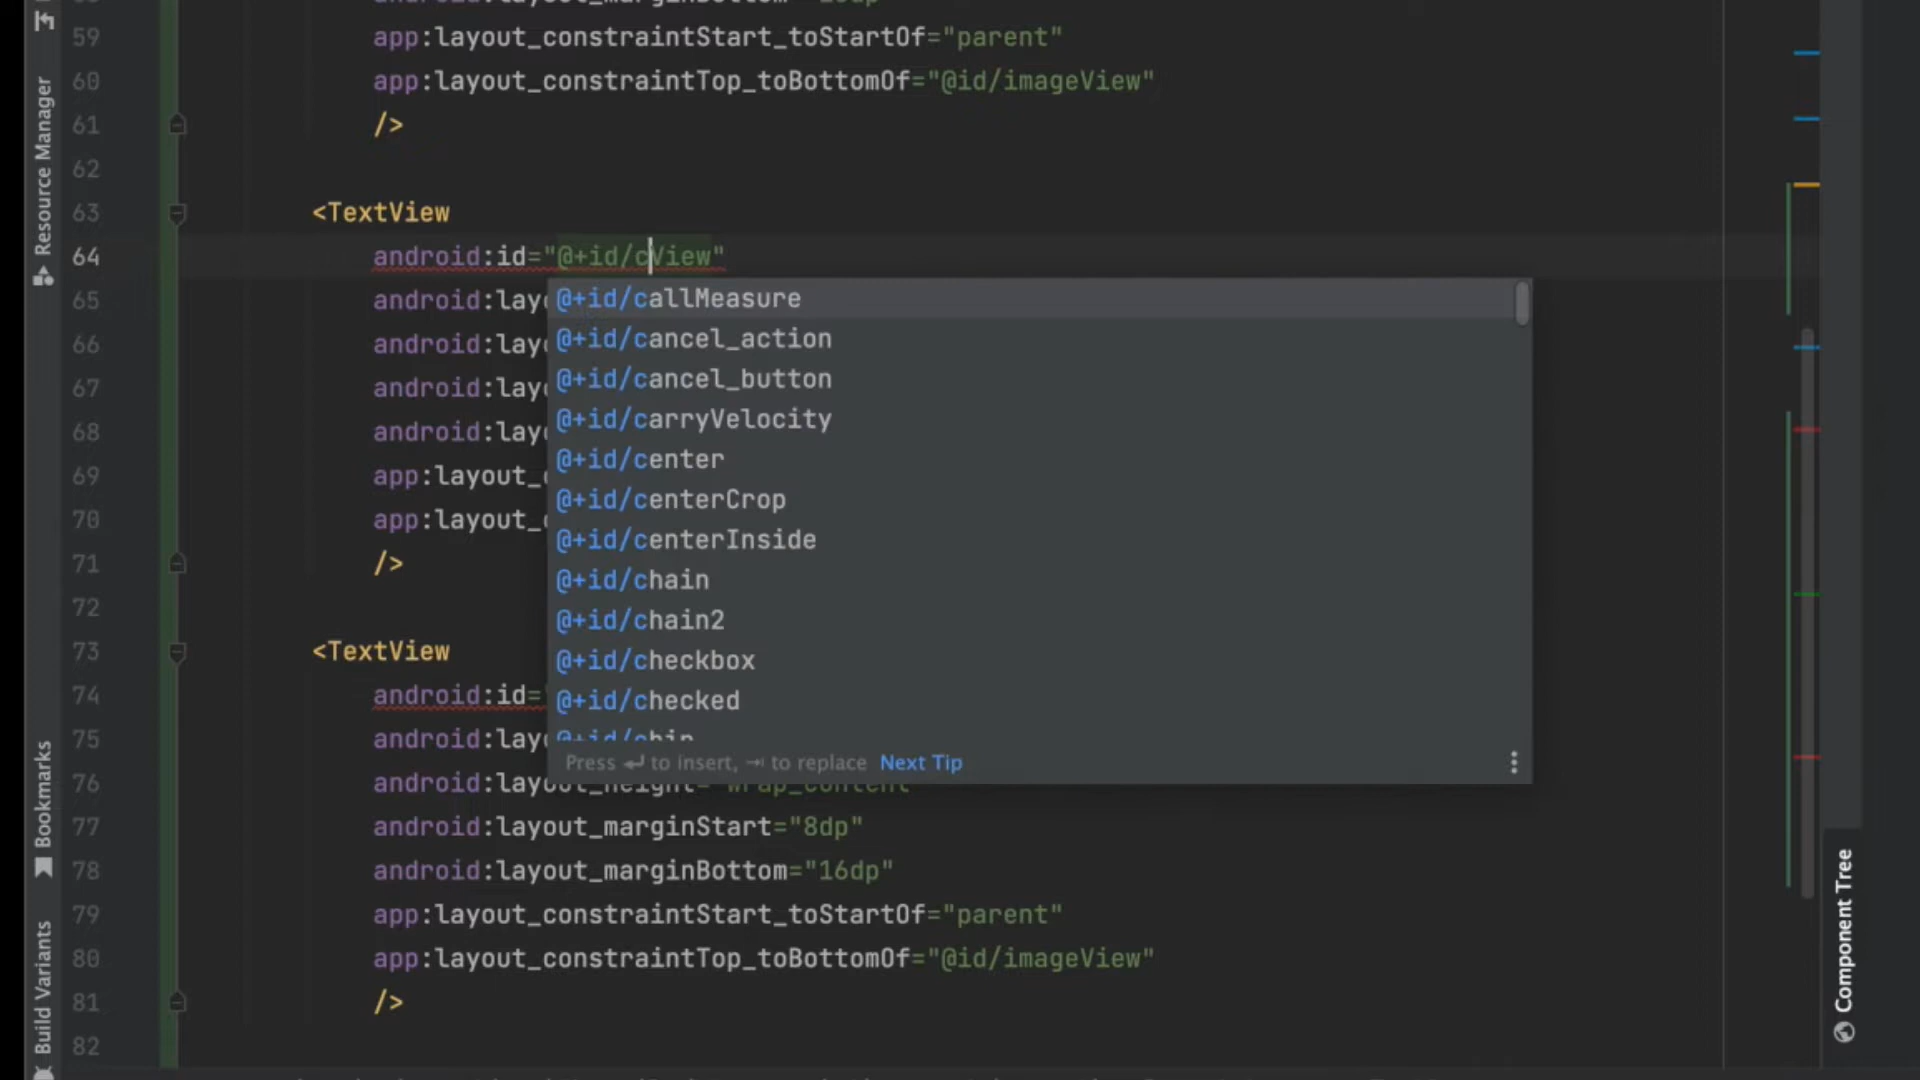 59 app:layout_constraintStart_toStartOf="parent"
60 app:layout_constraintTop_toBottomOf="@id/imageView"
61 />
62
63 <TextView
64 android:id="@+id/cView"
65 android:lay
66 android:lay
67 android:lay
68 android:lay
69 app:layout_
70 app:layout_
71 />
72
73 <TextView
74 android:id=
75 android:lay
76 android:layout_height="wrap_content"
77 android:layout_marginStart="8dp"
78 android:layout_marginBottom="16dp"
79 app:layout_constraintStart_toStartOf="parent"
80 app:layout_constraintTop_toBottomOf="@id/imageView"
81 />
82
@+id/callMeasure
@+id/cancel_action
@+id/cancel_button
@+id/carryVelocity
@+id/center
@+id/centerCrop
@+id/centerInside
@+id/chain
@+id/chain2
@+id/checkbox
@+id/checked
@+id/chip
Press ↵ to insert, ⇥ to replace Next Tip
Resource Manager
Bookmarks
Build Variants
Component Tree